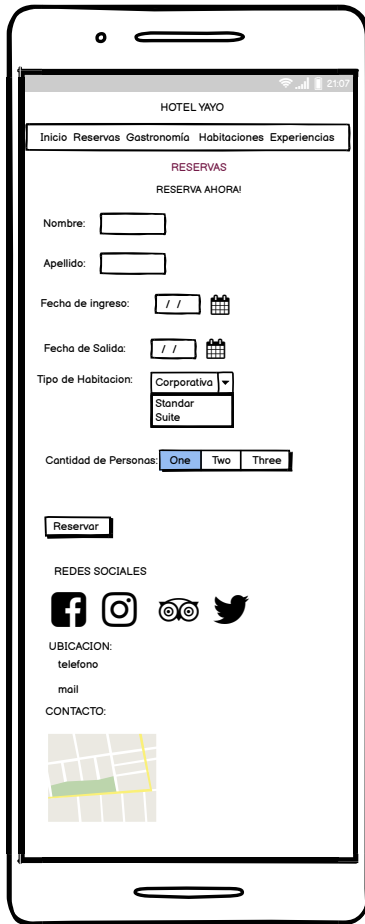 21:07
HOTEL YAYO
Inicio Reservas Gastronomía Habitaciones Experiencias
RESERVAS
RESERVA AHORA!
Nombre:
Apellido:
Fecha de ingreso: / /
Fecha de Salida: / /
Tipo de Habitacion: Corporativa
Standar
Suite
Cantidad de Personas: One Two Three
Reservar
REDES SOCIALES
UBICACION:
telefono
mail
CONTACTO: